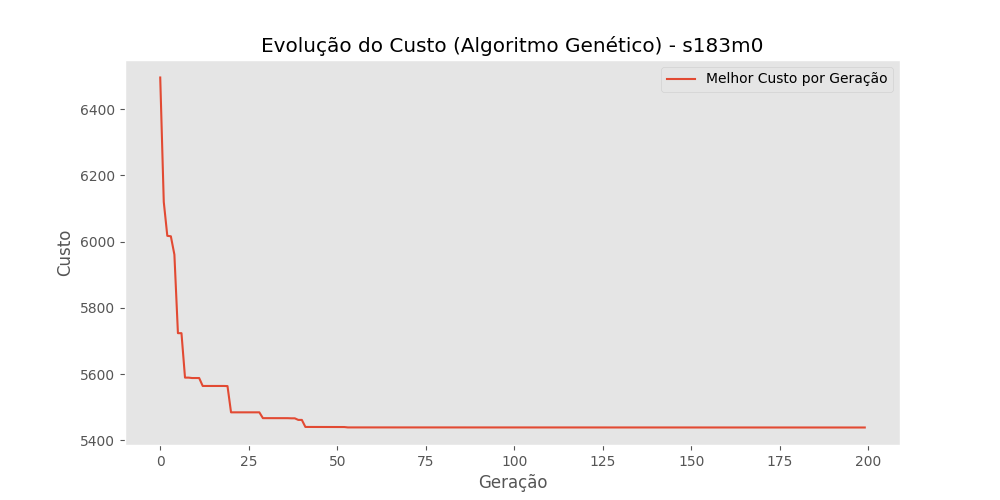 Evolução do Custo (Algoritmo Genético) - s183m0
Melhor Custo por Geração
6400
6200
6000
5800
5600
5400
Custo
0 25 50 75 100 125 150 175 200
Geração